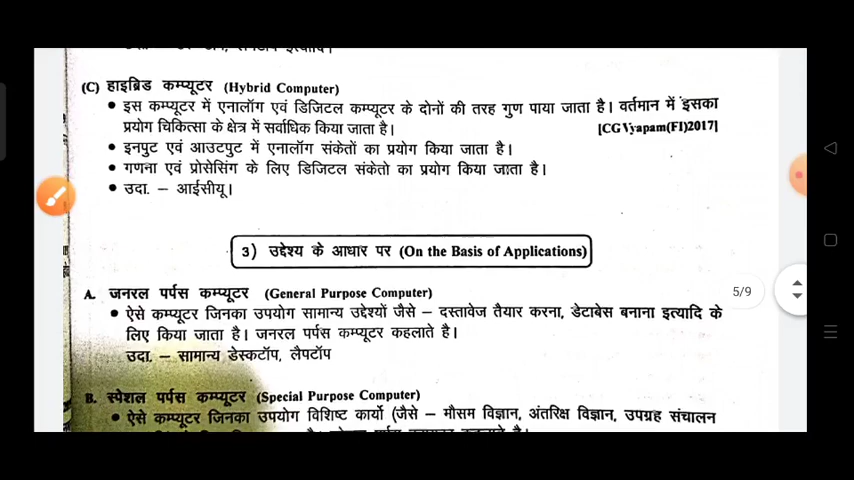 (C) हाइब्रिड कम्प्यूटर (Hybrid Computer)
• इस कम्प्यूटर में एनालॉग एवं डिजिटल कम्प्यूटर के दोनों की तरह गुण पाया जाता है। वर्तमान में इसका
प्रयोग चिकित्सा के क्षेत्र में सर्वाधिक किया जाता है। [CG Vyapam(FI)2017]
• इनपुट एवं आउटपुट में एनालॉग संकेतों का प्रयोग किया जाता है।
• गणना एवं प्रोसेसिंग के लिए डिजिटल संकेतो का प्रयोग किया जाता है।
• उदा. – आईसीयू।
3) उद्देश्य के आधार पर (On the Basis of Applications)
5/9
A. जनरल पर्पस कम्प्यूटर (General Purpose Computer)
• ऐसे कम्प्यूटर जिनका उपयोग सामान्य उद्देश्यों जैसे – दस्तावेज तैयार करना, डेटाबेस बनाना इत्यादि के
लिए किया जाता है। जनरल पर्पस कम्प्यूटर कहलाते है।
उदा. – सामान्य डेस्कटॉप, लैपटॉप
B. स्पेशल पर्पस कम्प्यूटर (Special Purpose Computer)
• ऐसे कम्प्यूटर जिनका उपयोग विशिष्ट कार्यो (जैसे – मौसम विज्ञान, अंतरिक्ष विज्ञान, उपग्रह संचालन